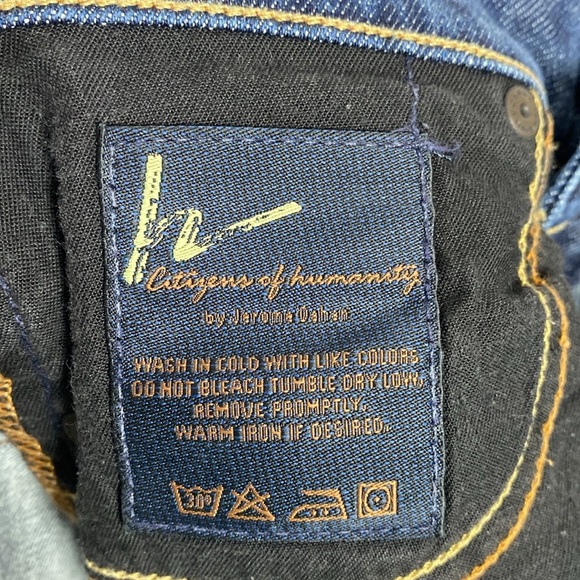 Citizens of humanity
by Jerome Dahan
WASH IN COLD WITH LIKE COLORS
DO NOT BLEACH TUMBLE DRY LOW,
REMOVE PROMPTLY.
WARM IRON IF DESIRED.
30°